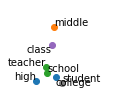 middle
class
teacher
school
high
student
college